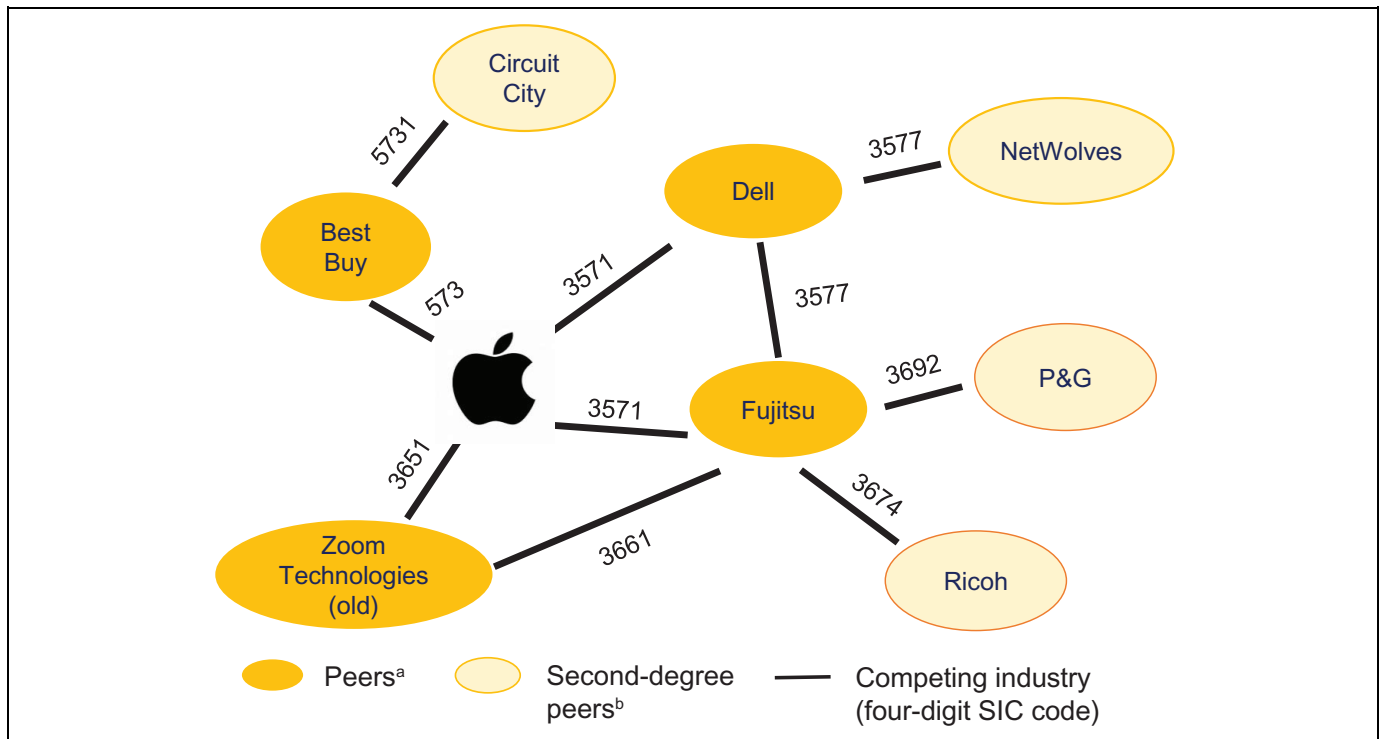 Circuit
City
5731
3577
NetWolves
Dell
Best
Buy
573
3571
3577
3692
P&G
3571
Fujitsu
3651
3674
3661
Zoom
Technologies
(old)
Ricoh
Peersᵃ
Second-degree
peersᵇ
Competing industry
(four-digit SIC code)